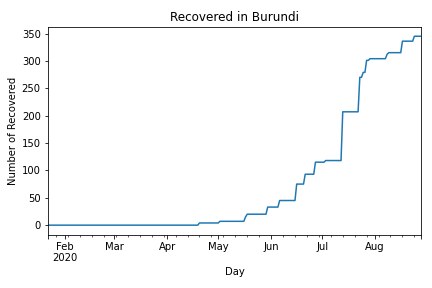 Recovered in Burundi
Number of Recovered
350
300
250
200
150
100
50
0
Feb
2020
Mar
Apr
May
Jun
Jul
Aug
Day